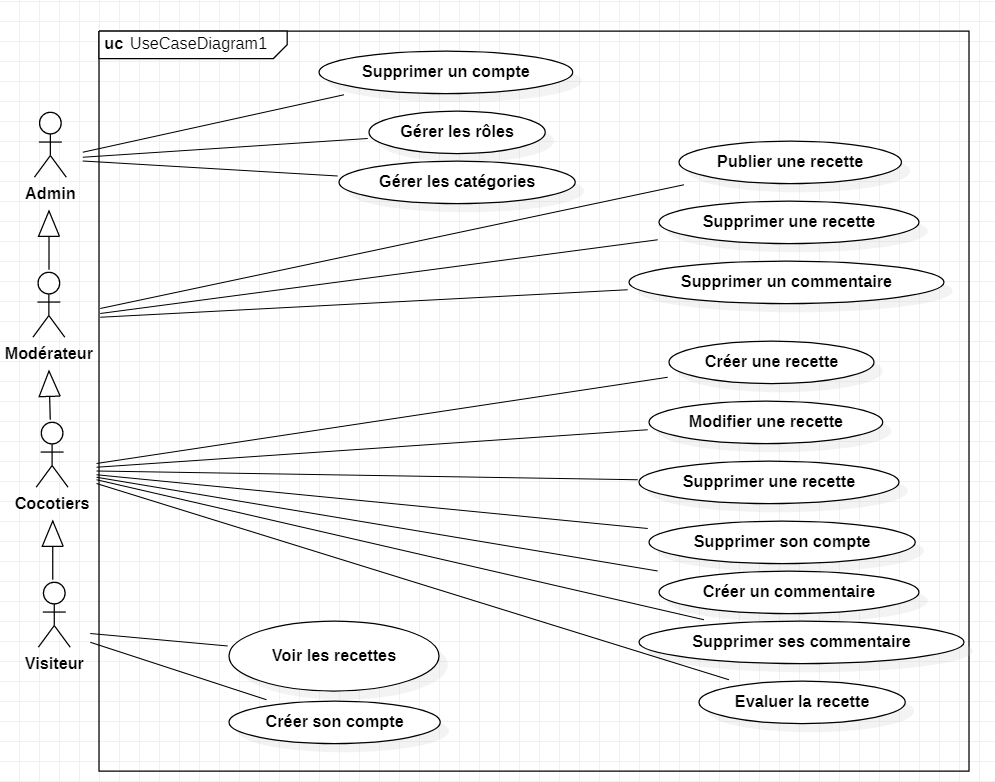 uc UseCaseDiagram1
Supprimer un compte
Gérer les rôles
Gérer les catégories
Admin
Publier une recette
Supprimer une recette
Supprimer un commentaire
Modérateur
Créer une recette
Modifier une recette
Supprimer une recette
Supprimer son compte
Créer un commentaire
Supprimer ses commentaire
Evaluer la recette
Cocotiers
Voir les recettes
Créer son compte
Visiteur